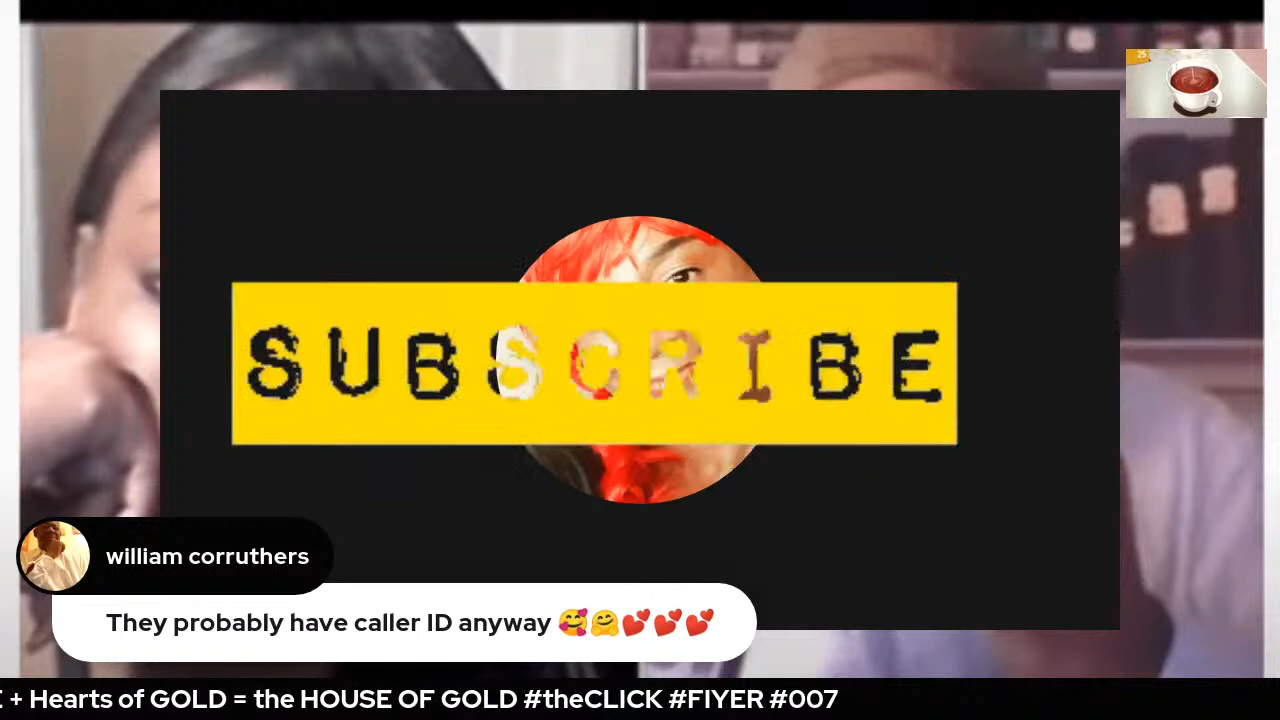 25
SUBSCRIBE
william corruthers
They probably have caller ID anyway 🥰🤗💕💕💕
+ Hearts of GOLD = the HOUSE OF GOLD #theCLICK #FIYER #007